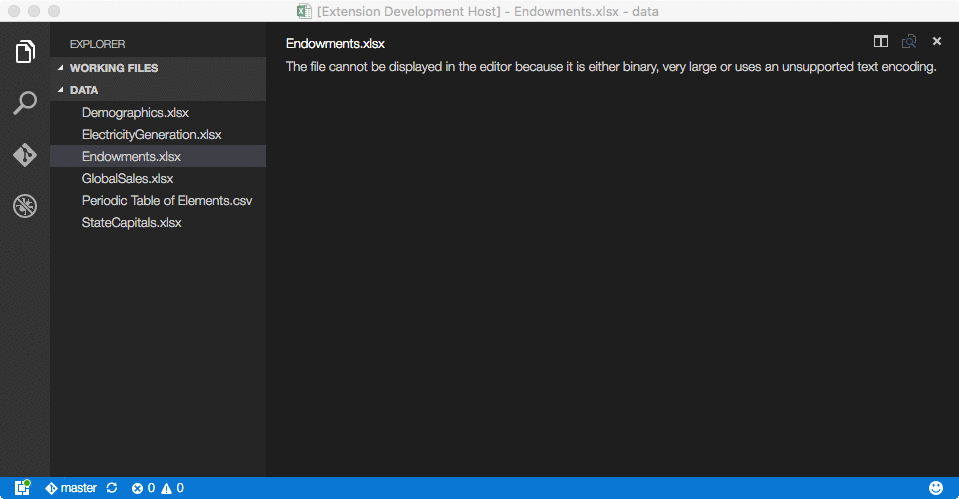 [Extension Development Host] - Endowments.xlsx - data
EXPLORER
WORKING FILES
DATA
Demographics.xlsx
ElectricityGeneration.xlsx
Endowments.xlsx
GlobalSales.xlsx
Periodic Table of Elements.csv
StateCapitals.xlsx
Endowments.xlsx
The file cannot be displayed in the editor because it is either binary, very large or uses an unsupported text encoding.
master 0 0